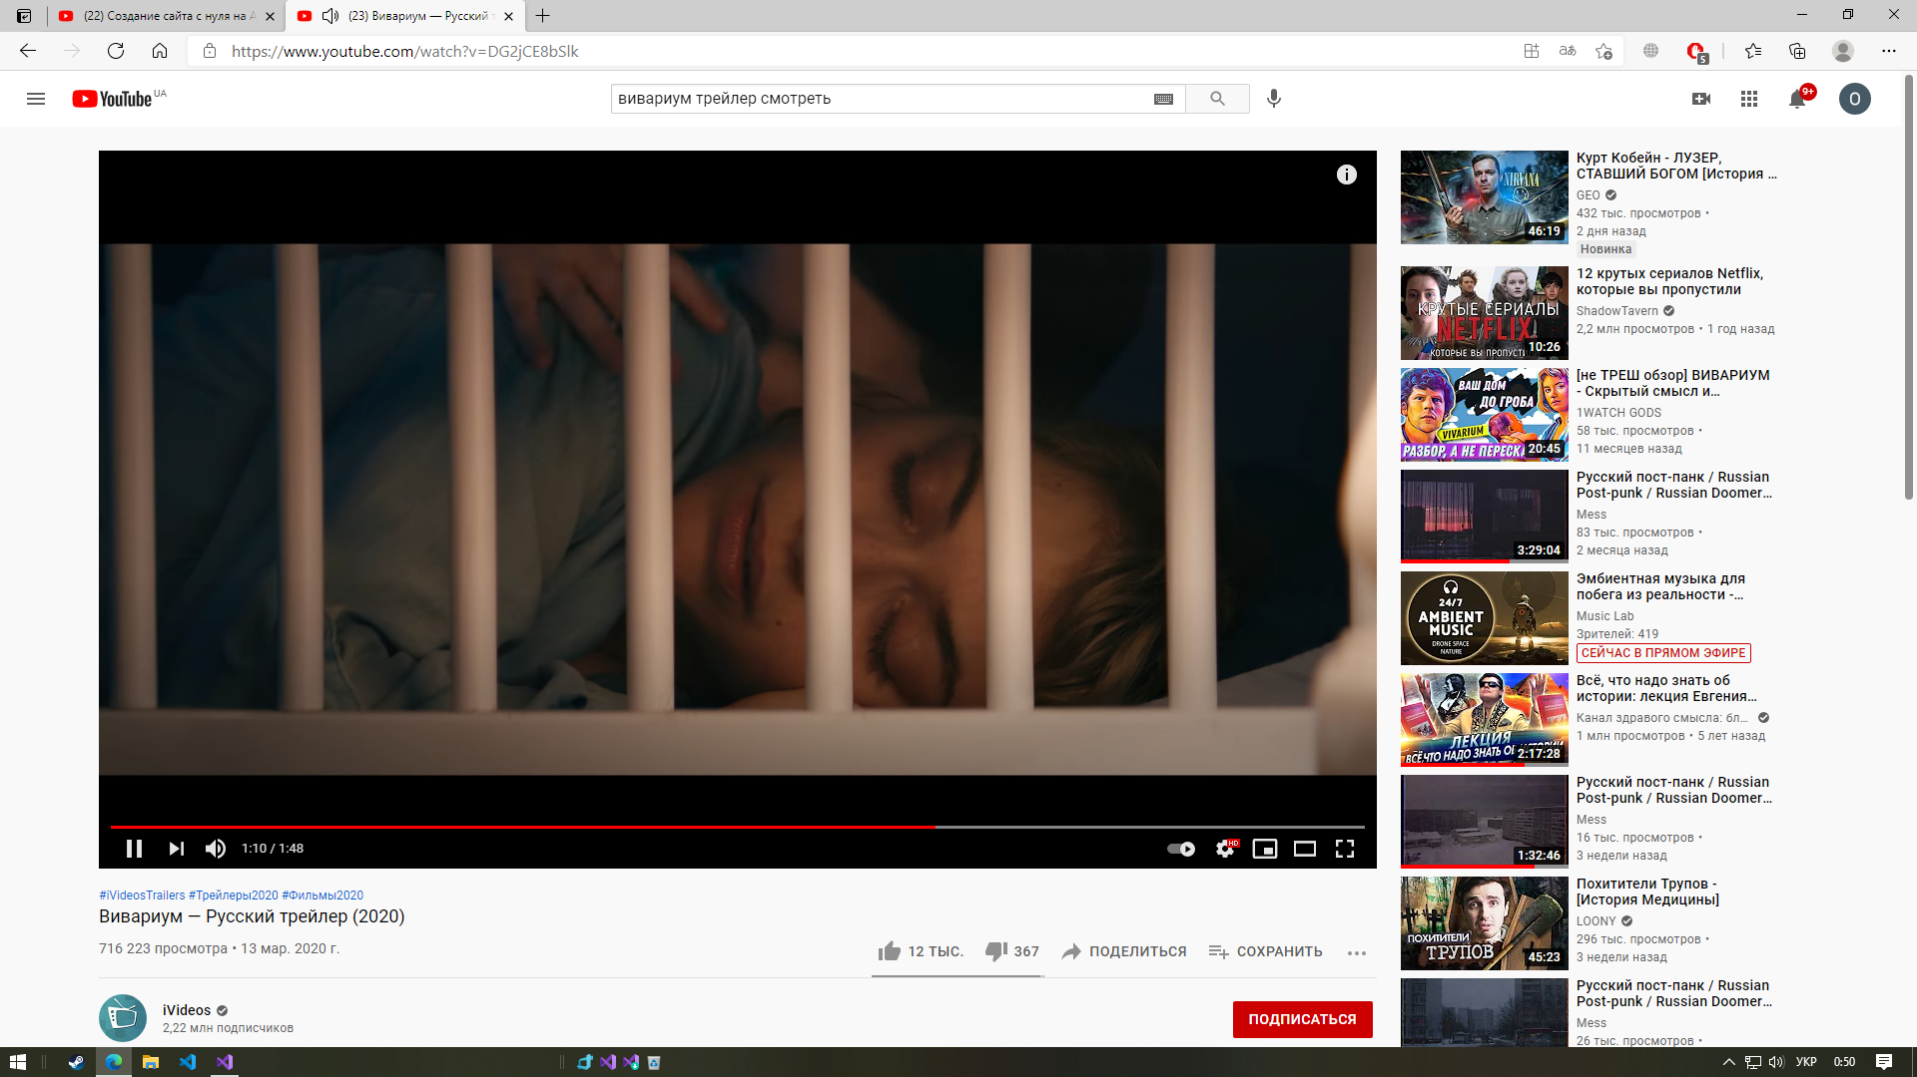 (22) Создание сайта с нуля на А
(23) Вивариум — Русский т
https://www.youtube.com/watch?v=DG2jCE8bSlk
5
YouTube UA
вивариум трейлер смотреть
9+
O
1:10 / 1:48
HD
#iVideosTrailers #Трейлеры2020 #Фильмы2020
Вивариум — Русский трейлер (2020)
716 223 просмотра • 13 мар. 2020 г.
12 ТЫС.
367
ПОДЕЛИТЬСЯ
СОХРАНИТЬ
iVideos
2,22 млн подписчиков
ПОДПИСАТЬСЯ
NIRVANA
46:19
Курт Кобейн - ЛУЗЕР,
СТАВШИЙ БОГОМ [История ...
GEO
432 тыс. просмотров •
2 дня назад
Новинка
КРУТЫЕ СЕРИАЛЫ
NETFLIX
КОТОРЫЕ ВЫ ПРОПУСТИ
10:26
12 крутых сериалов Netflix,
которые вы пропустили
ShadowTavern
2,2 млн просмотров • 1 год назад
ВАШ ДОМ
ДО ГРОБА
VIVARIUM
РАЗБОР, А НЕ ПЕРЕСК
20:45
[не ТРЕШ обзор] ВИВАРИУМ
- Скрытый смысл и...
1WATCH GODS
58 тыс. просмотров •
11 месяцев назад
3:29:04
Русский пост-панк / Russian
Post-punk / Russian Doomer...
Mess
83 тыс. просмотров •
2 месяца назад
24/7
AMBIENT
MUSIC
DRONE SPACE
NATURE
Эмбиентная музыка для
побега из реальности -...
Music Lab
Зрителей: 419
СЕЙЧАС В ПРЯМОМ ЭФИРЕ
ЛЕКЦИЯ
ВСЁ, ЧТО НАДО ЗНАТЬ ОБ
2:17:28
Всё, что надо знать об
истории: лекция Евгения...
Канал здравого смысла: бл...
1 млн просмотров • 5 лет назад
1:32:46
Русский пост-панк / Russian
Post-punk / Russian Doomer...
Mess
16 тыс. просмотров •
3 недели назад
ПОХИТИТЕЛИ
ТРУПОВ
45:23
Похитители Трупов -
[История Медицины]
LOONY
296 тыс. просмотров •
3 недели назад
Русский пост-панк / Russian
Post-punk / Russian Doomer...
Mess
26 тыс. просмотров •
УКР
0:50